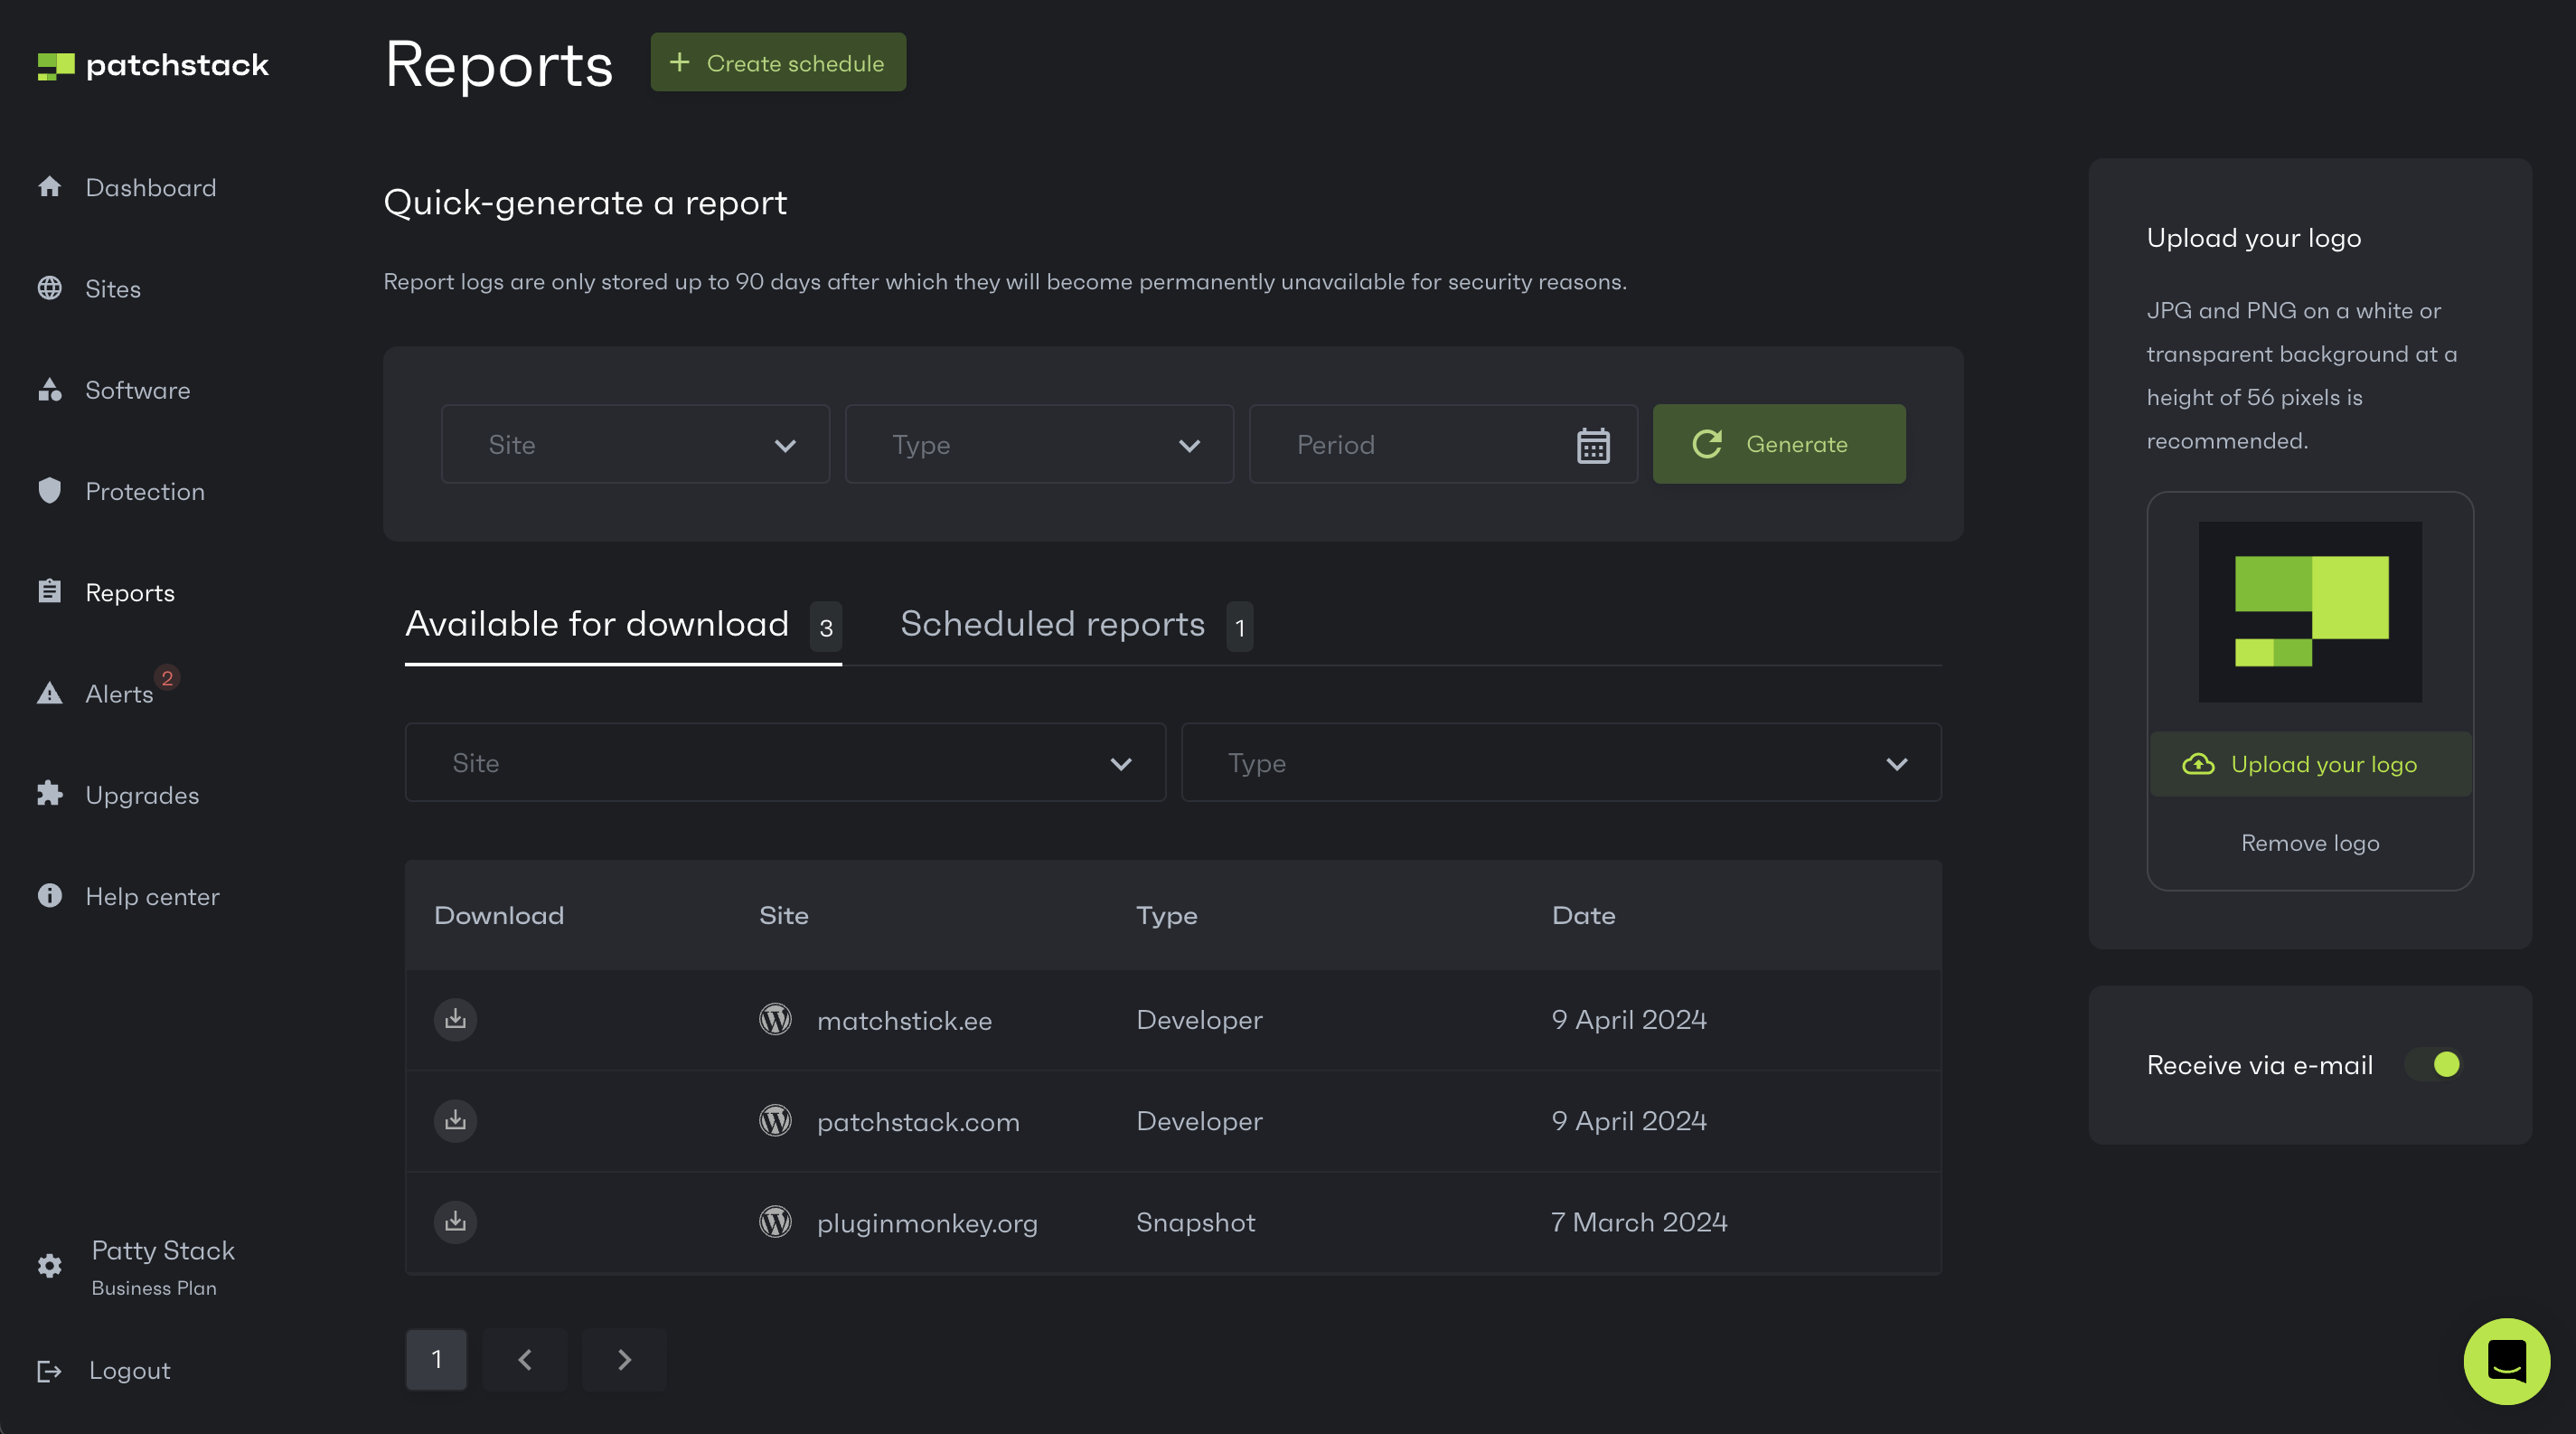 patchstack
Dashboard
Sites
Software
Protection
Reports
Alerts 2
Upgrades
Help center
Patty Stack
Business Plan
Logout
Reports
+ Create schedule
Quick-generate a report
Report logs are only stored up to 90 days after which they will become permanently unavailable for security reasons.
Site Type Period Generate
Available for download 3 Scheduled reports 1
Site Type
Download Site Type Date
matchstick.ee Developer 9 April 2024
patchstack.com Developer 9 April 2024
pluginmonkey.org Snapshot 7 March 2024
1
Upload your logo
JPG and PNG on a white or
transparent background at a
height of 56 pixels is
recommended.
Upload your logo
Remove logo
Receive via e-mail